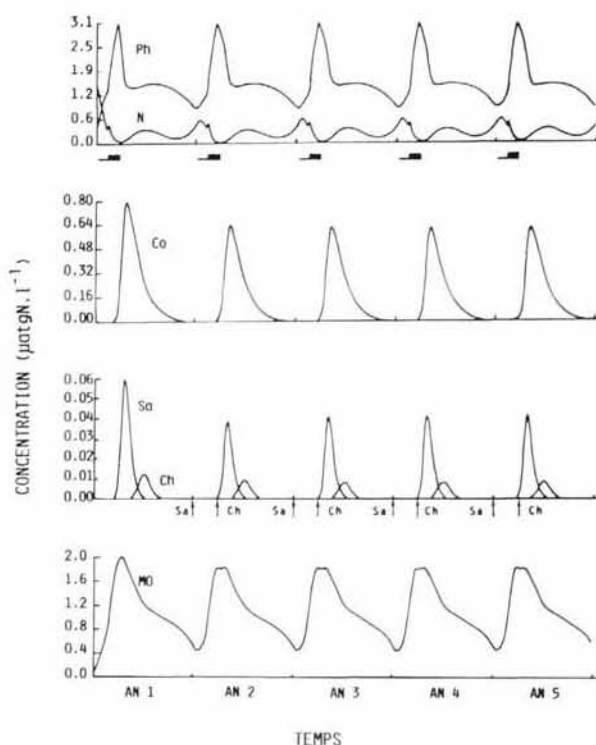 3.1
2.5
1.9
1.2
0.6
0.0
Ph
N
0.80
0.64
0.48
0.32
0.16
0.00
Co
0.06
0.05
0.04
0.03
0.01
0.00
Sa
Ch
Sa Ch Sa Ch Sa Ch Sa Ch
2.0
1.6
1.2
0.8
0.4
0.0
MO
AN 1 AN 2 AN 3 AN 4 AN 5
TEMPS
CONCENTRATION (µatgN.l⁻¹)